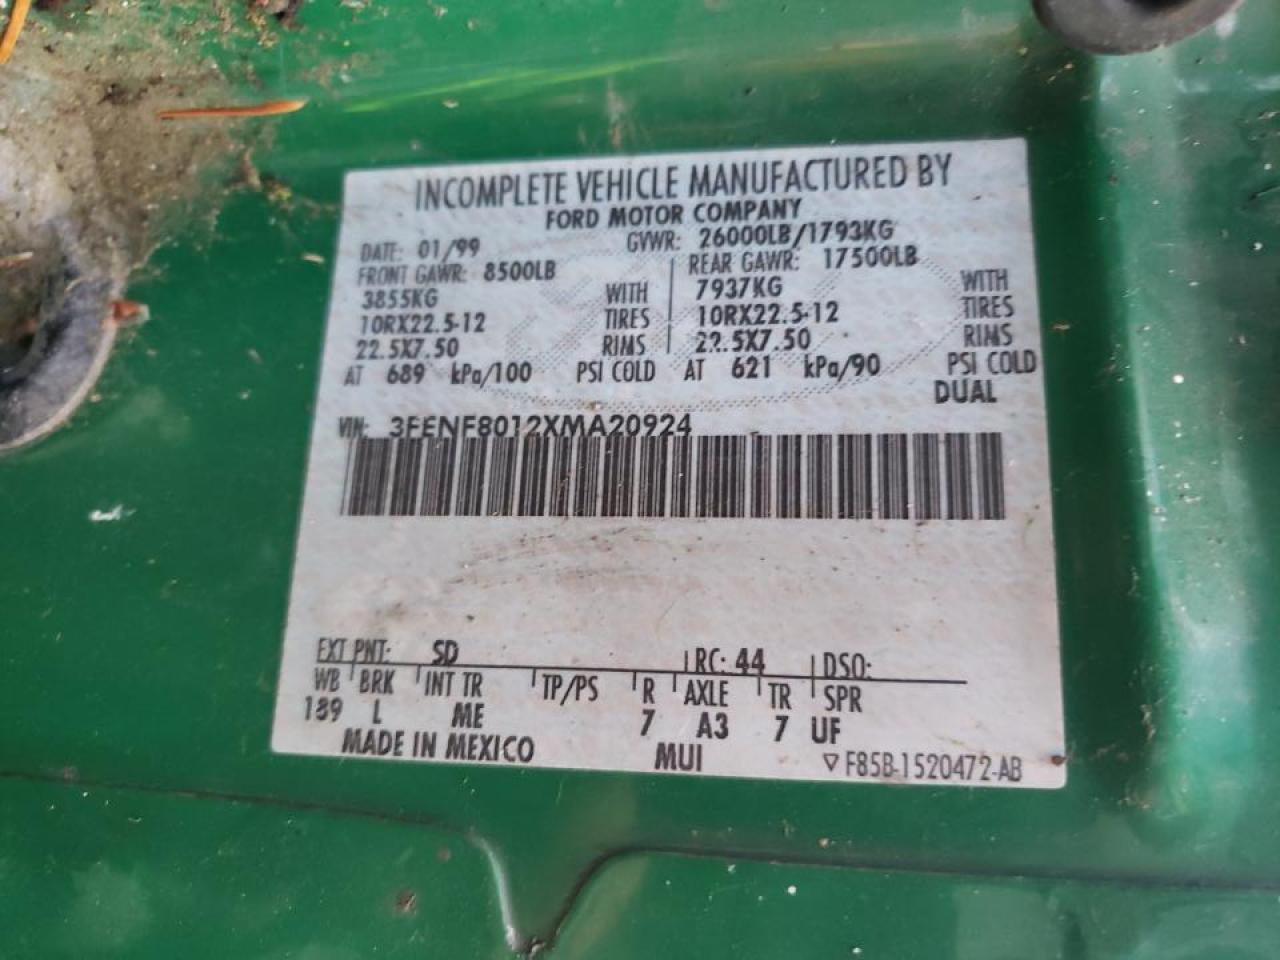 INCOMPLETE VEHICLE MANUFACTURED BY
FORD MOTOR COMPANY
DATE: 01/99 GVWR: 26000LB/1793KG
FRONT GAWR: 8500LB REAR GAWR: 17500LB
3855KG WITH 7937KG WITH
10RX22.5-12 TIRES 10RX22.5-12 TIRES
22.5X7.50 RIMS 22.5X7.50 RIMS
AT 689 kPa/100 PSI COLD AT 621 kPa/90 PSI COLD
DUAL
VIN: 3FENF8012XMA20924
EXT PNT: SD RC: 44 DSO:
WB BRK INT TR TP/PS R AXLE TR SPR
189 L ME 7 A3 7 UF
MADE IN MEXICO MUI F85B-1520472-AB